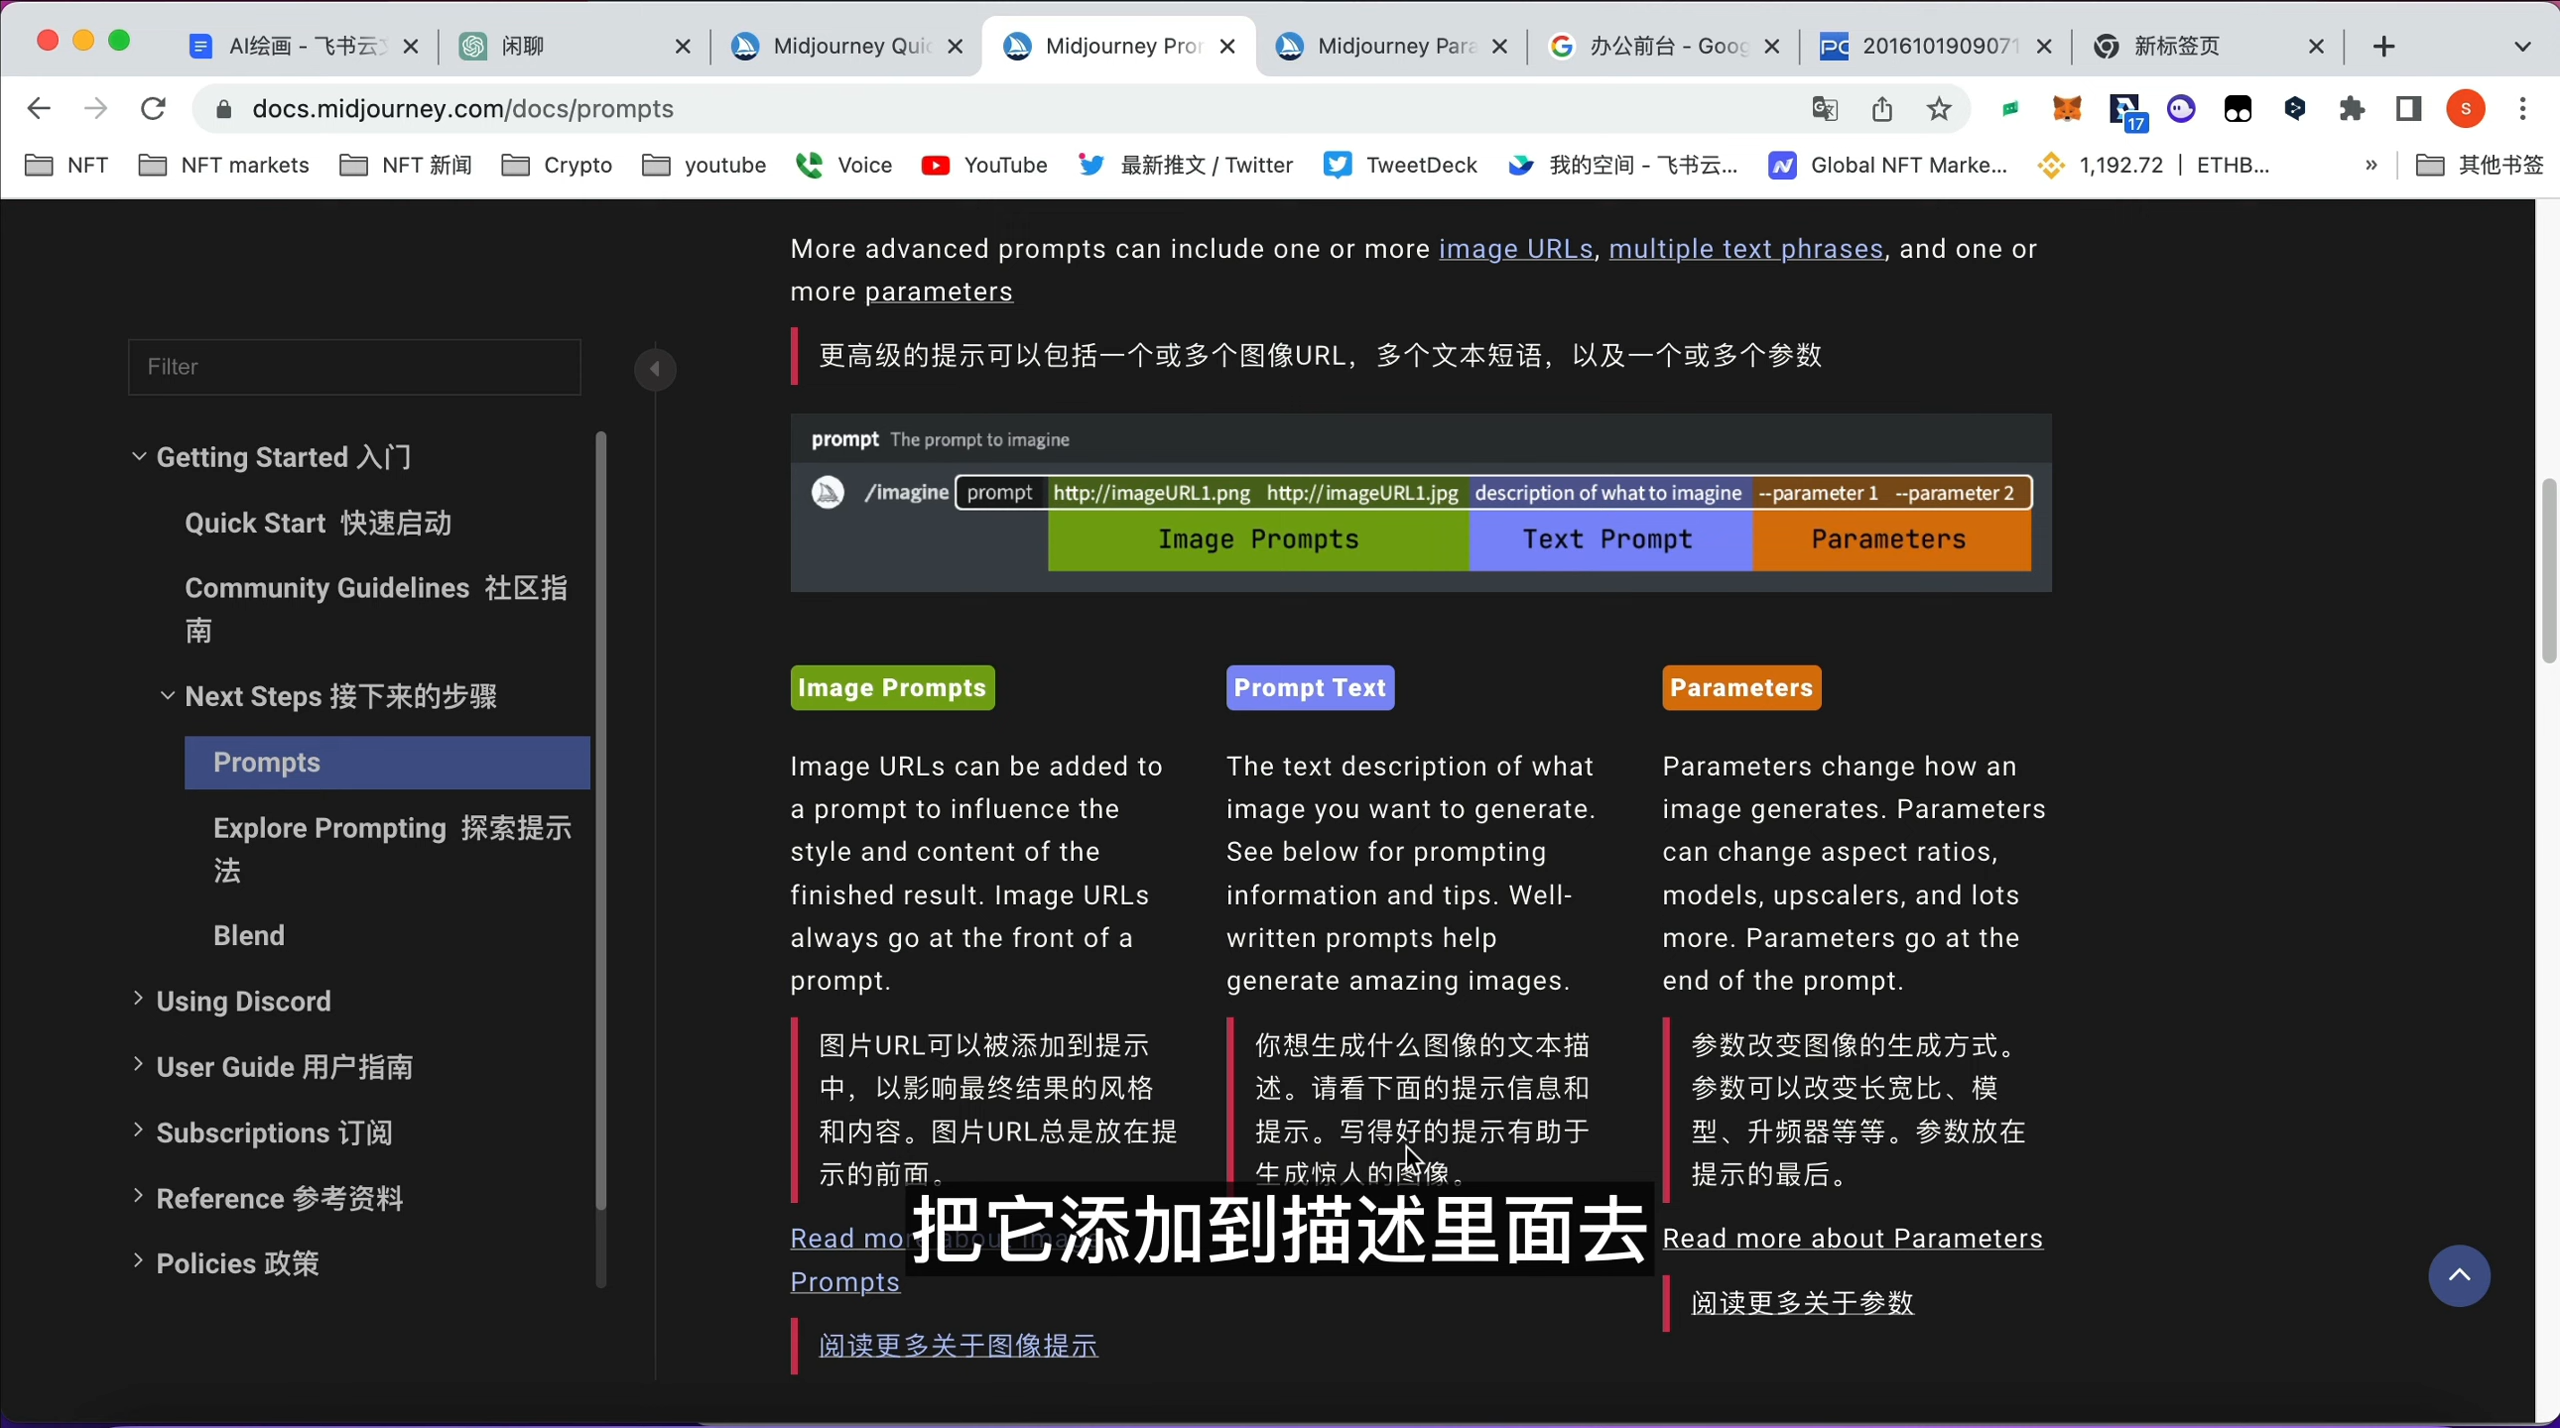 AI绘画 - 飞书云文
闲聊
Midjourney Quic
Midjourney Pror
Midjourney Para
办公前台 - Goog
2016101909071
新标签页
docs.midjourney.com/docs/prompts
17
S
NFT
NFT markets
NFT 新闻
Crypto
youtube
Voice
YouTube
最新推文 / Twitter
TweetDeck
我的空间 - 飞书云...
Global NFT Marke...
1,192.72 | ETHB...
»
其他书签
Filter
Getting Started 入门
Quick Start 快速启动
Community Guidelines 社区指
南
Next Steps 接下来的步骤
Prompts
Explore Prompting 探索提示
法
Blend
Using Discord
User Guide 用户指南
Subscriptions 订阅
Reference 参考资料
Policies 政策
More advanced prompts can include one or more image URLs, multiple text phrases, and one or
more parameters
更高级的提示可以包括一个或多个图像URL，多个文本短语，以及一个或多个参数
prompt The prompt to imagine
/imagine prompt http://imageURL1.png http://imageURL1.jpg description of what to imagine --parameter 1 --parameter 2
Image Prompts Text Prompt Parameters
Image Prompts
Image URLs can be added to
a prompt to influence the
style and content of the
finished result. Image URLs
always go at the front of a
prompt.
图片URL可以被添加到提示
中，以影响最终结果的风格
和内容。图片URL总是放在提
示的前面。
Read more about Image
Prompts
阅读更多关于图像提示
Prompt Text
The text description of what
image you want to generate.
See below for prompting
information and tips. Well-
written prompts help
generate amazing images.
你想生成什么图像的文本描
述。请看下面的提示信息和
提示。写得好的提示有助于
生成惊人的图像。
Parameters
Parameters change how an
image generates. Parameters
can change aspect ratios,
models, upscalers, and lots
more. Parameters go at the
end of the prompt.
参数改变图像的生成方式。
参数可以改变长宽比、模
型、升频器等等。参数放在
提示的最后。
Read more about Parameters
阅读更多关于参数
把它添加到描述里面去